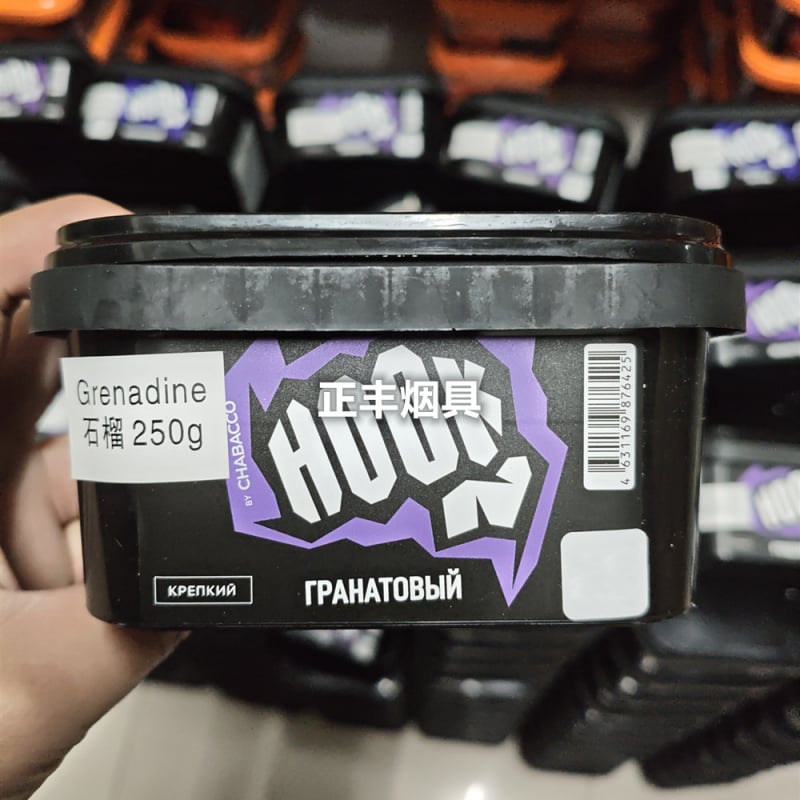 Grenadine
石榴 250g
BY CHABACCO
HOOK
正丰烟具
4 631169 876425
КРЕПКИЙ
ГРАНАТОВЫЙ